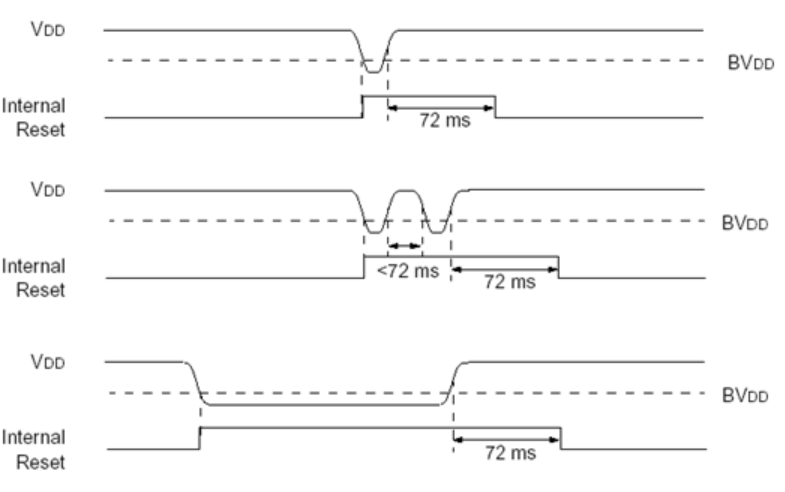 VDD
BVDD
Internal
Reset
72 ms
VDD
BVDD
Internal
Reset
<72 ms
72 ms
VDD
BVDD
Internal
Reset
72 ms